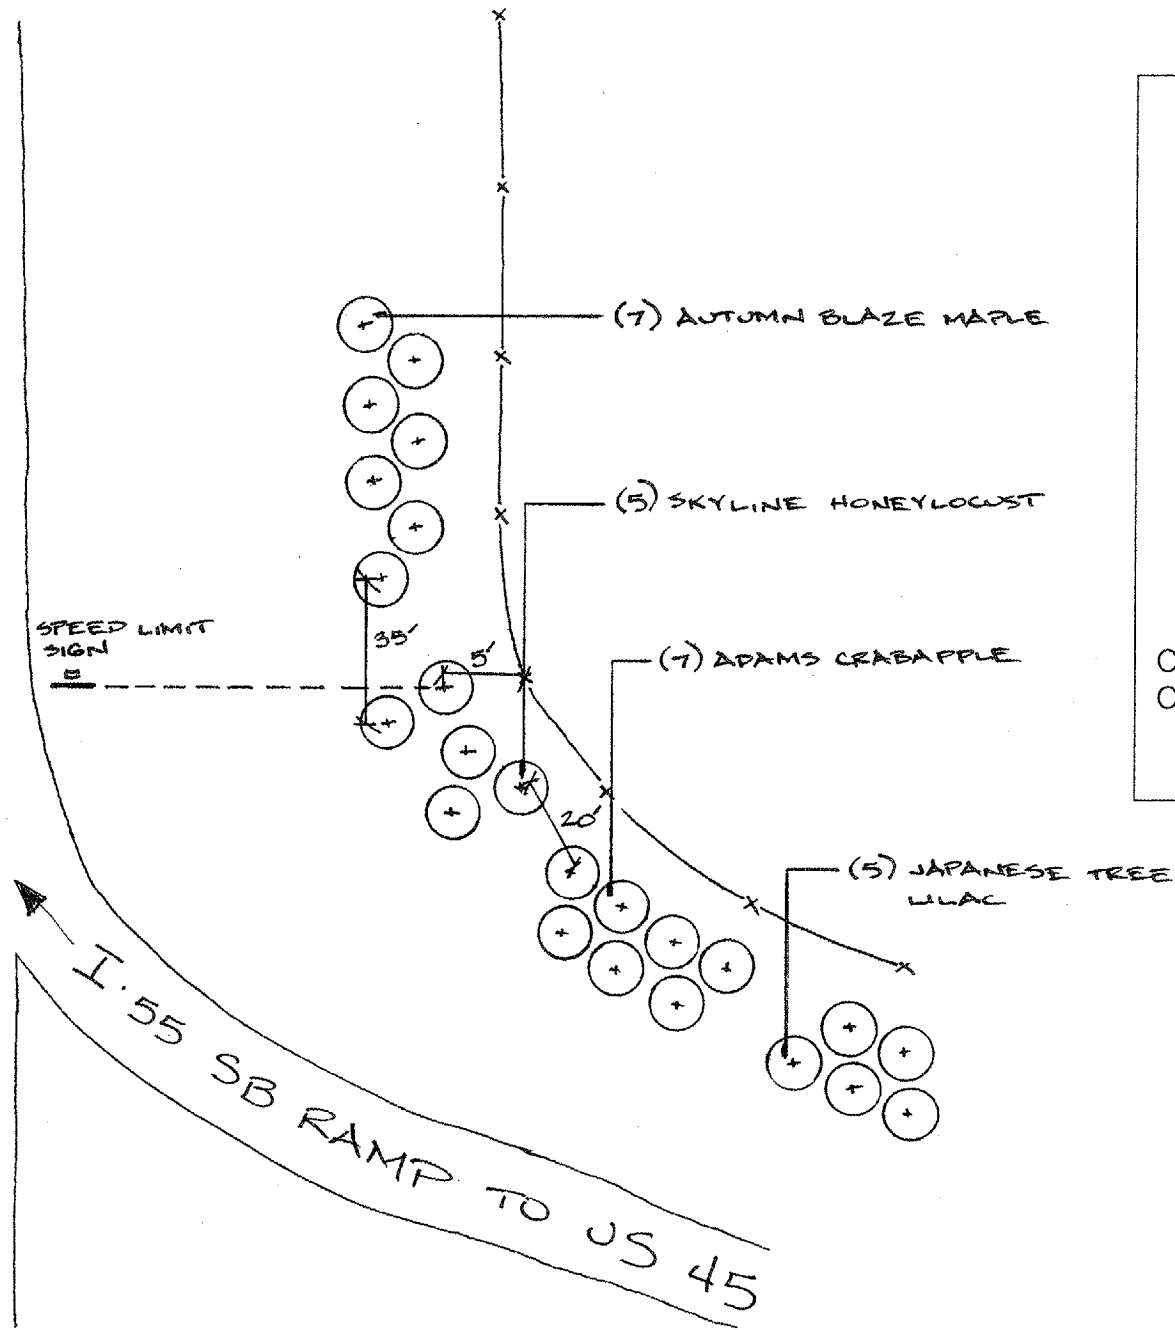 (7) AUTUMN BLAZE MAPLE
(5) SKYLINE HONEYLOCUST
SPEED LIMIT
SIGN
35'
5'
(7) ADAMS CRABAPPLE
20'
(5) JAPANESE TREE
LILAC
I-55 SB RAMP TO US 45